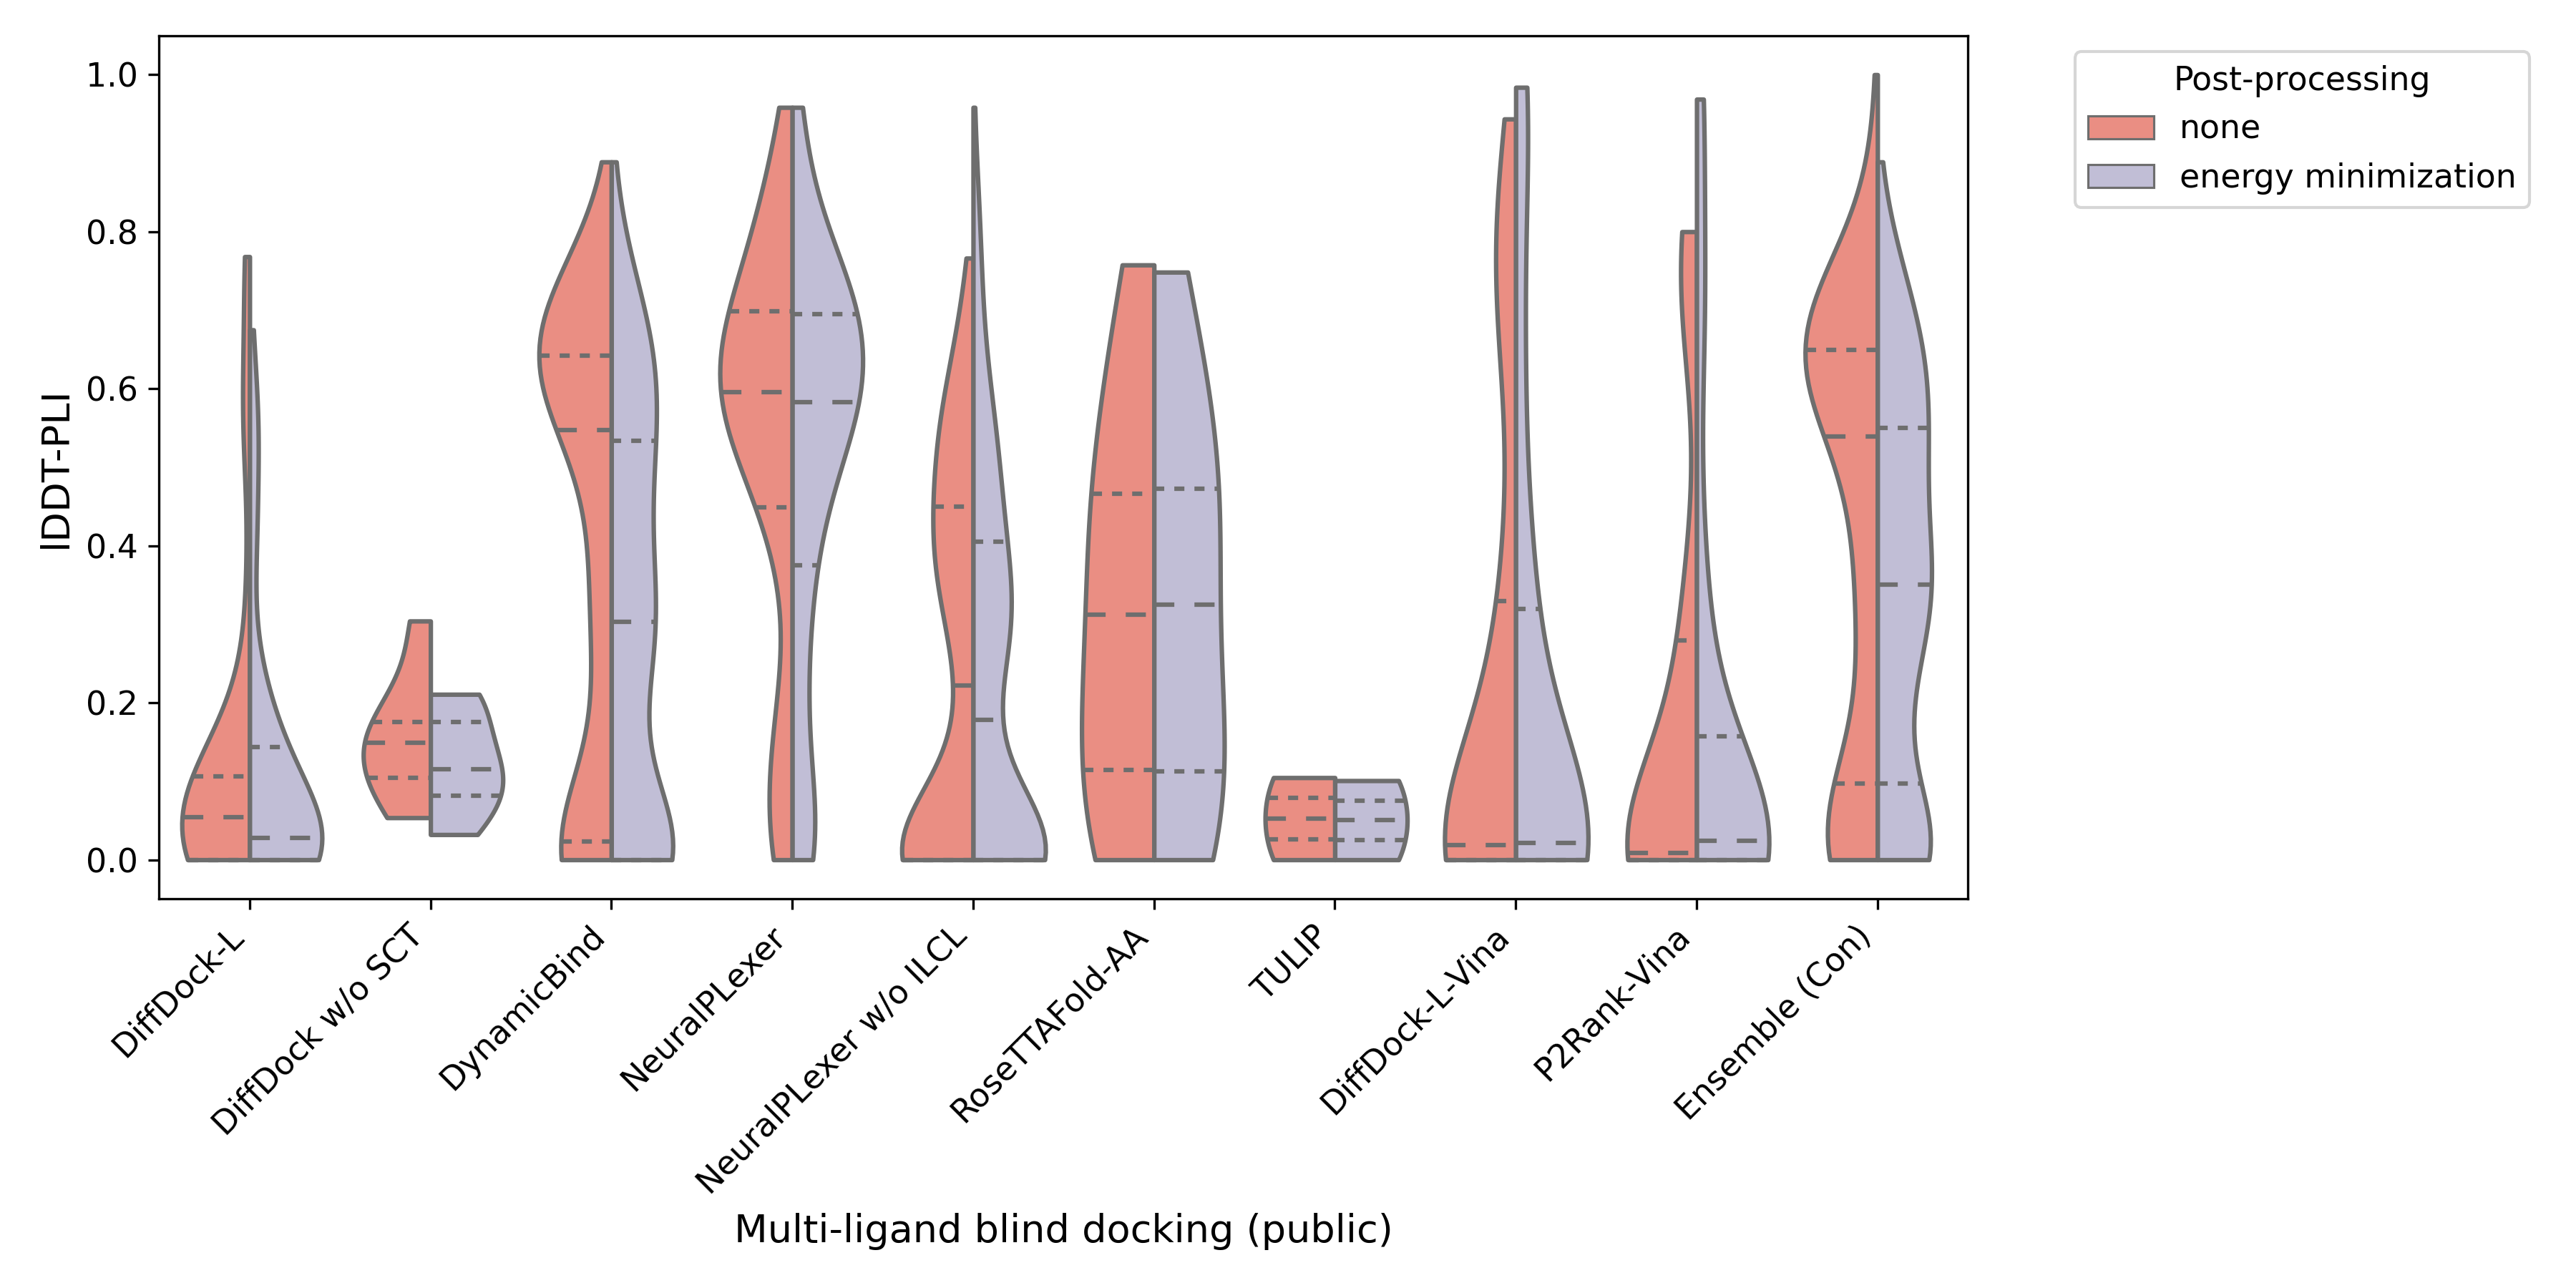 lDDT-PLI
1.0
0.8
0.6
0.4
0.2
0.0
DiffDock-L
DiffDock w/o SCT
DynamicBind
NeuralPLexer
NeuralPLexer w/o ILCL
RoseTTAFold-AA
TULIP
DiffDock-L-Vina
P2Rank-Vina
Ensemble (Con)
Multi-ligand blind docking (public)
Post-processing
none
energy minimization